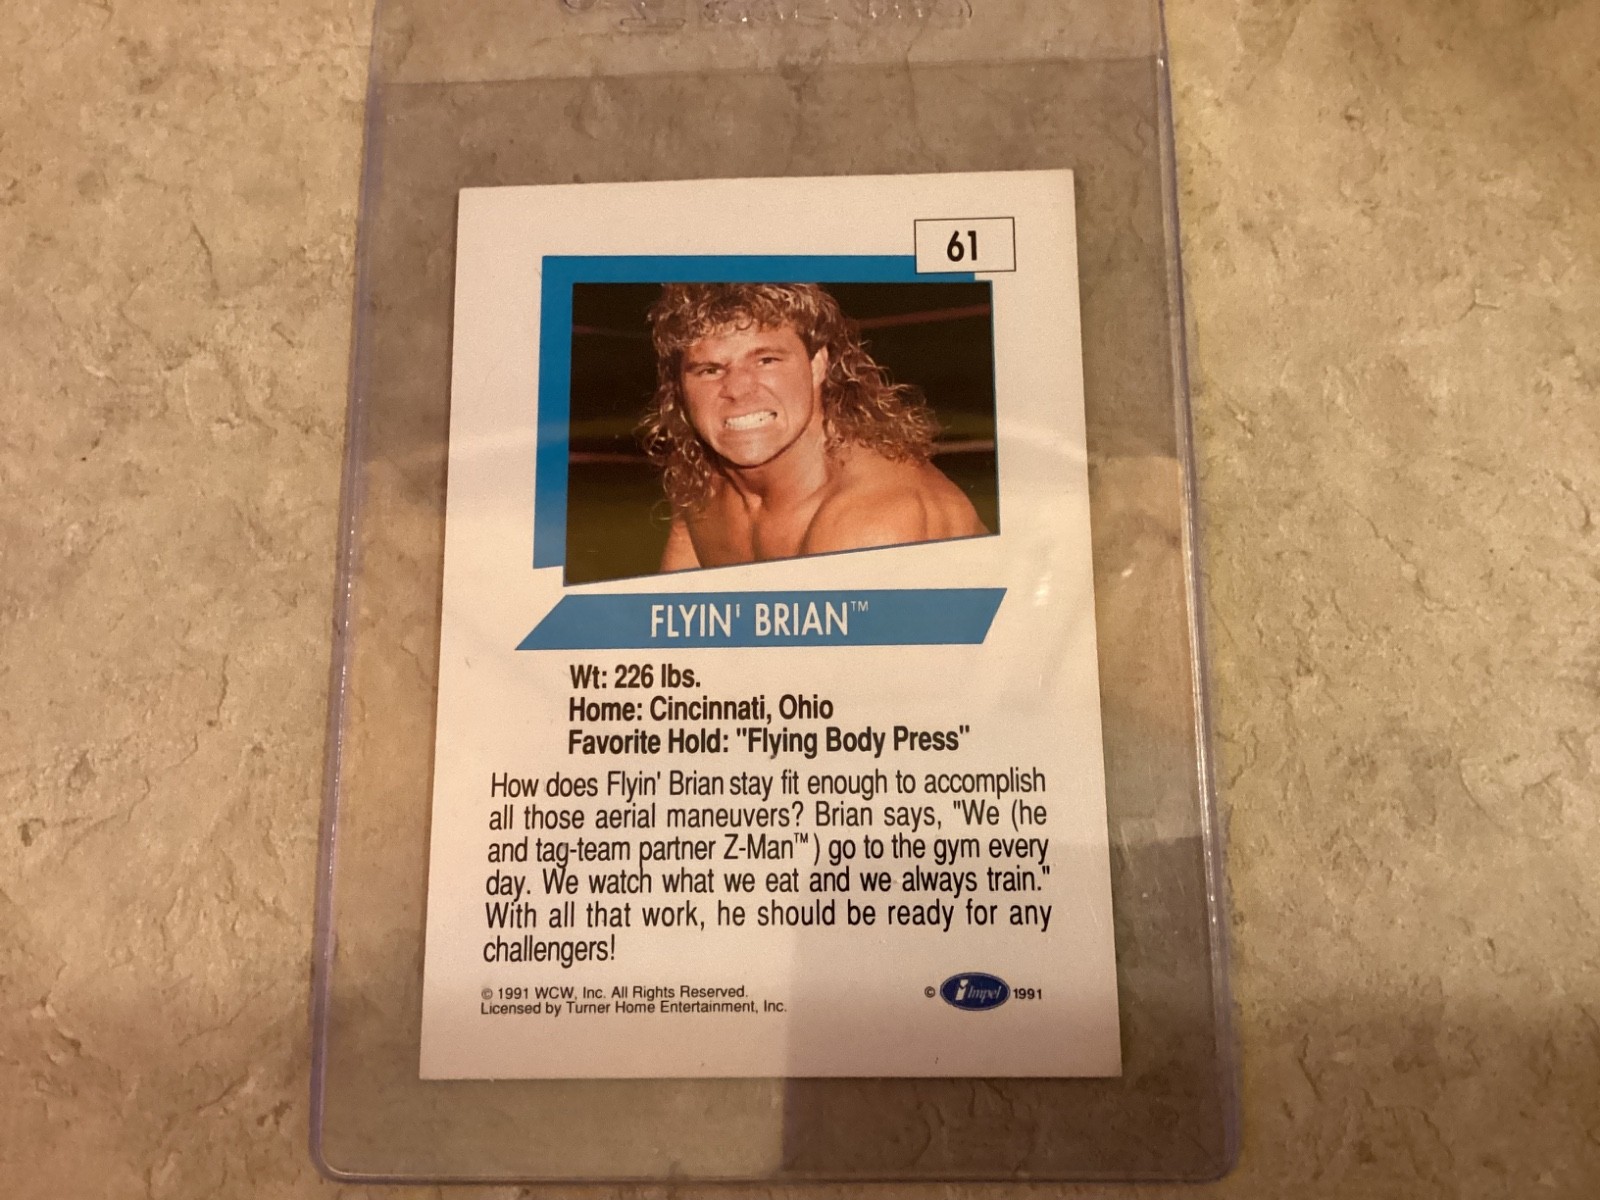 61
FLYIN' BRIAN™
Wt: 226 lbs.
Home: Cincinnati, Ohio
Favorite Hold: "Flying Body Press"
How does Flyin' Brian stay fit enough to accomplish
all those aerial maneuvers? Brian says, "We (he
and tag-team partner Z-Man™) go to the gym every
day. We watch what we eat and we always train."
With all that work, he should be ready for any
challengers!
© 1991 WCW, Inc. All Rights Reserved.
Licensed by Turner Home Entertainment, Inc.
© Impel 1991